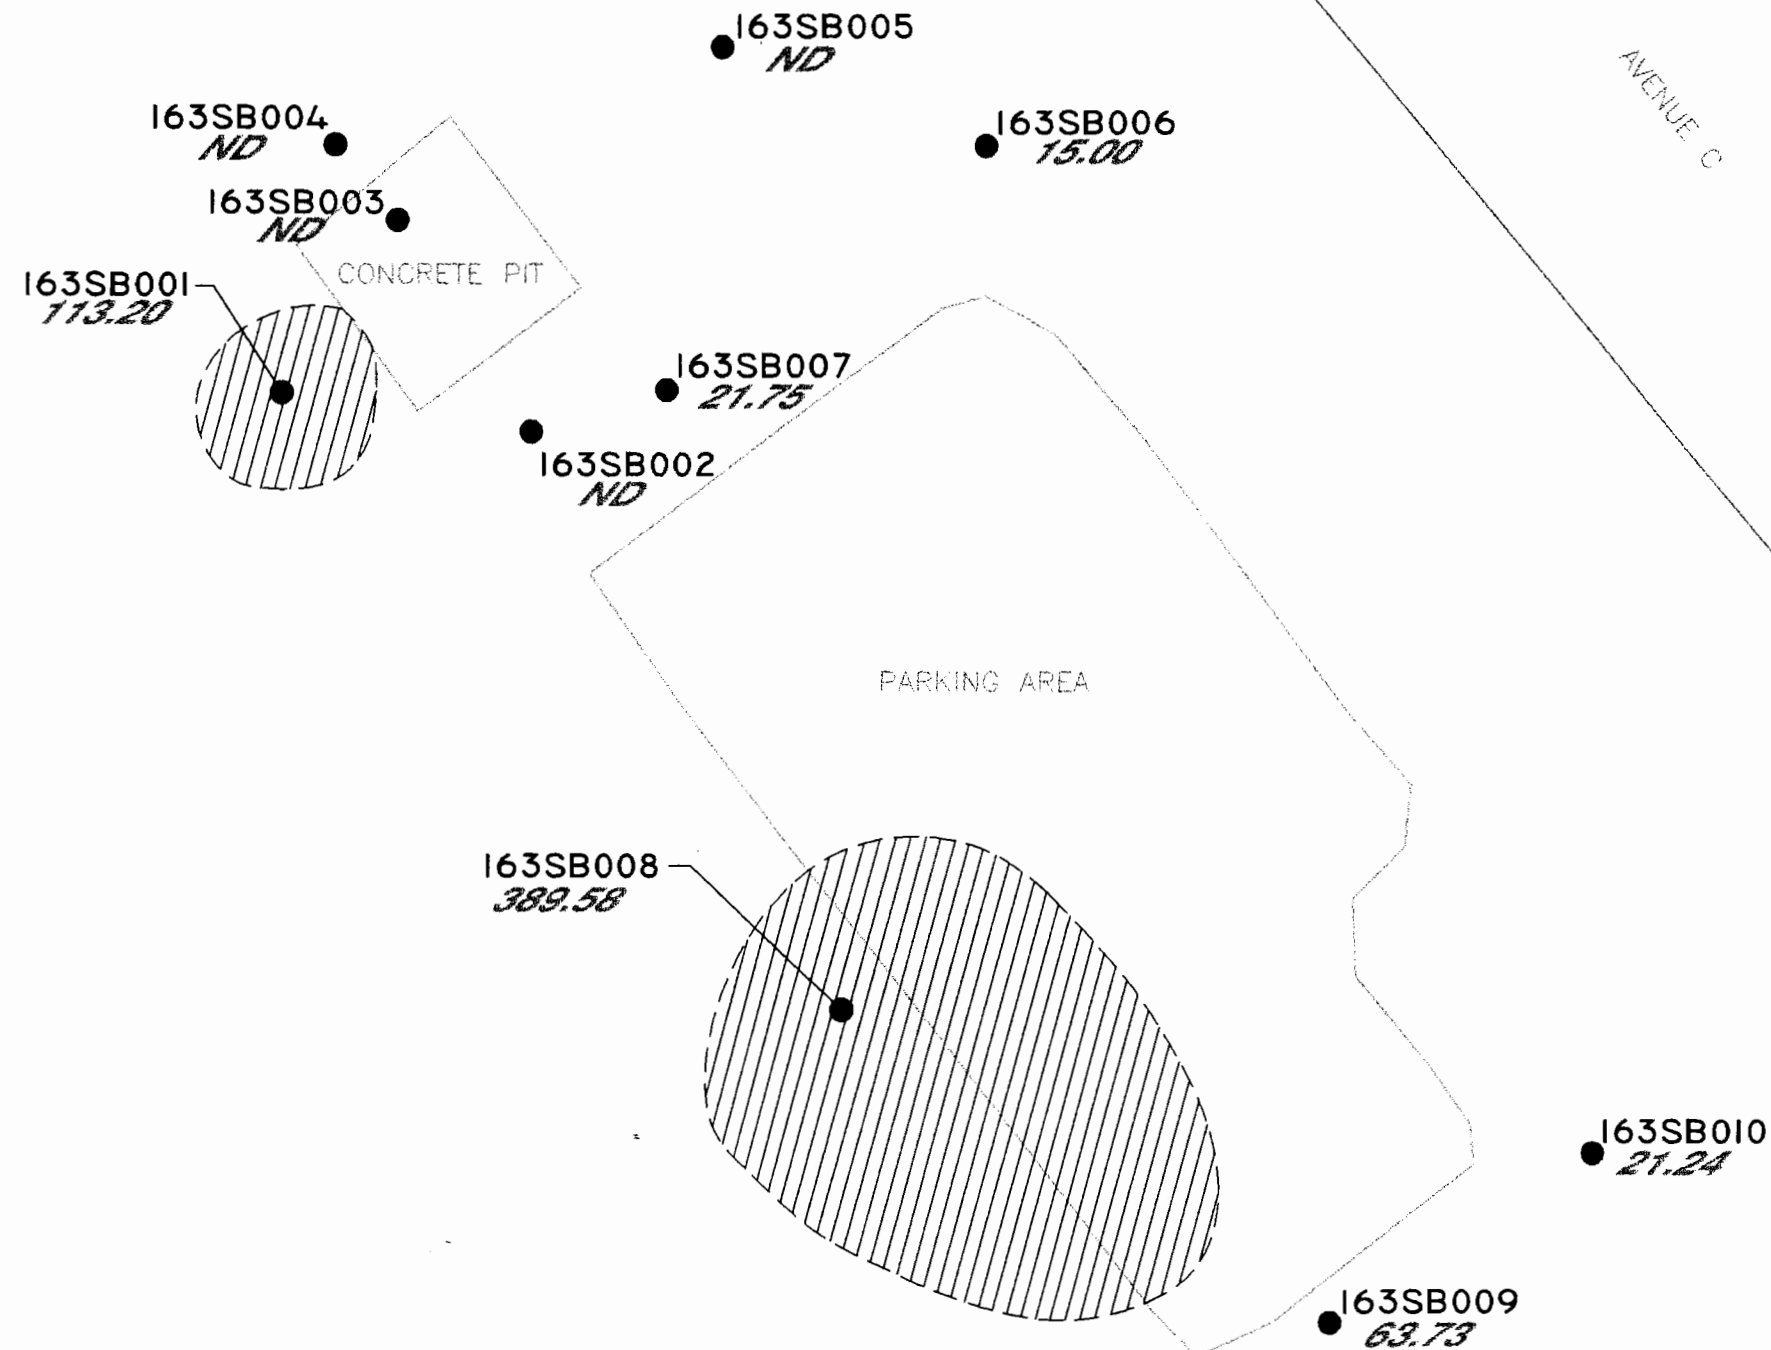 163SB005
ND
AVENUE C
163SB004
ND
163SB006
15.00
163SB003
ND
CONCRETE PIT
163SB001
113.20
163SB007
21.75
163SB002
ND
PARKING AREA
163SB008
389.58
163SB010
21.24
163SB009
63.73